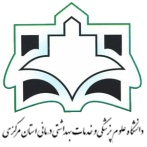 دانشگاه علوم پزشکی و خدمات بهداشتی درمانی استان مرکزی